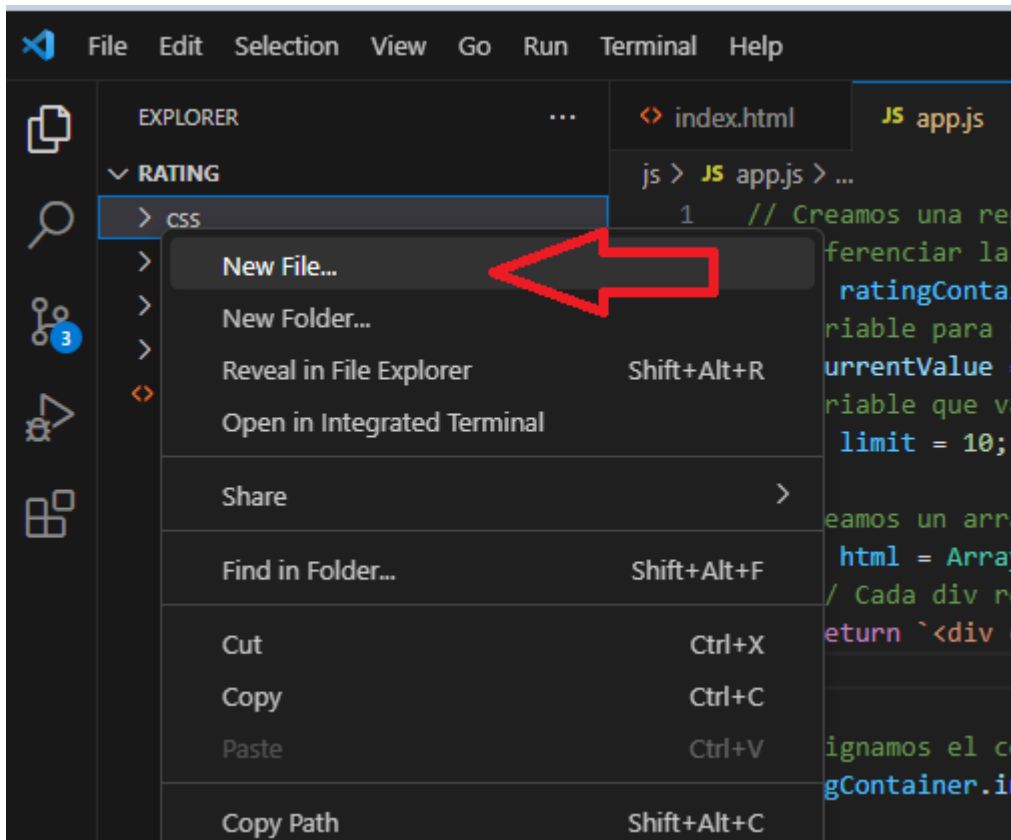 File Edit Selection View Go Run Terminal Help
EXPLORER ...
index.html JS app.js
RATING
js > JS app.js > ...
css
1 // Creamos una re
New File...
ferenciar la
ratingConta
New Folder...
riable para
3
Reveal in File Explorer Shift+Alt+R
urrentValue =
riable que v
Open in Integrated Terminal
limit = 10;
Share
eamos un arr
html = Array
Find in Folder... Shift+Alt+F
/ Cada div r
eturn `<div
Cut Ctrl+X
Copy Ctrl+C
Paste Ctrl+V
ignamos el c
gContainer.i
Copy Path Shift+Alt+C